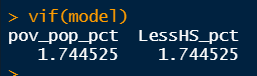 > vif(model)
pov_pop_pct LessHS_pct
1.744525 1.744525
>